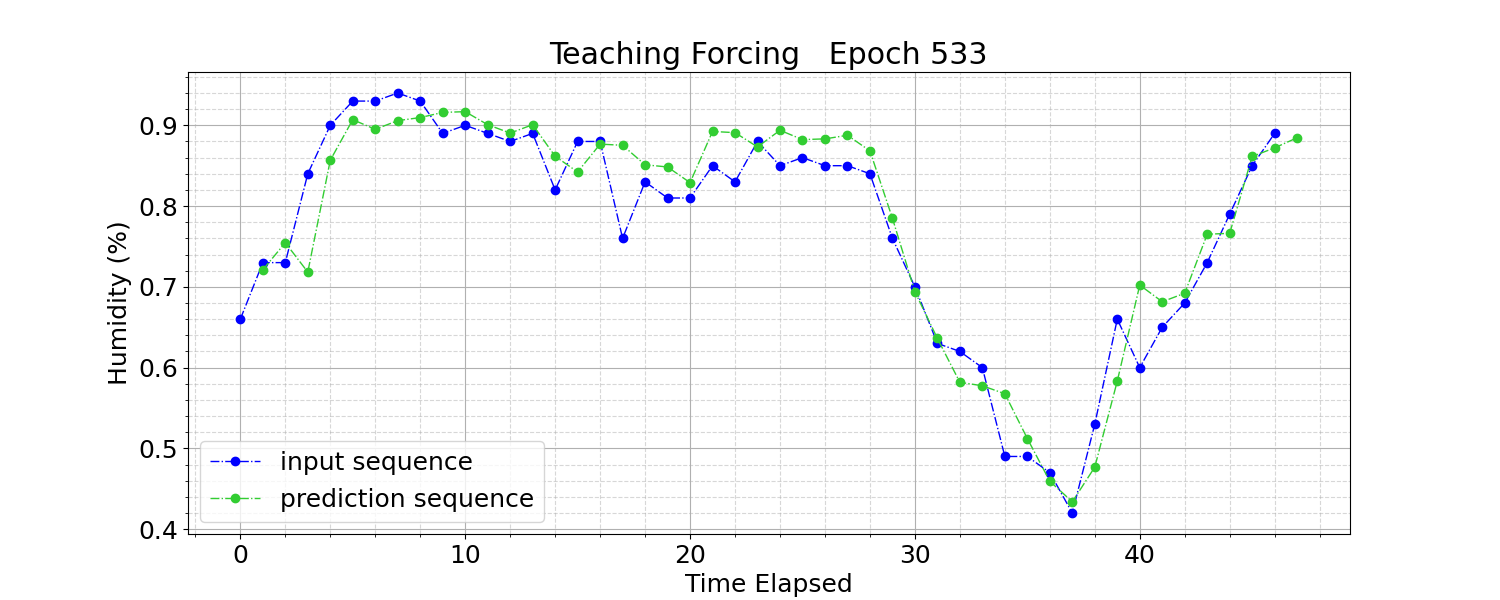 Teaching Forcing   Epoch 533
Humidity (%)
0.9
0.8
0.7
0.6
0.5
0.4
input sequence
prediction sequence
0 10 20 30 40
Time Elapsed